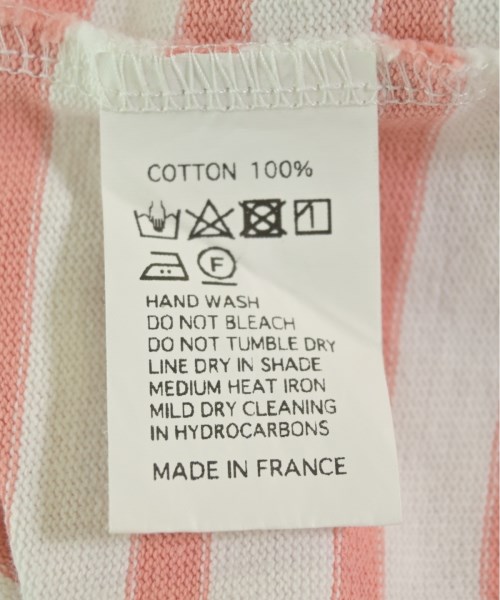 COTTON 100%
F
HAND WASH
DO NOT BLEACH
DO NOT TUMBLE DRY
LINE DRY IN SHADE
MEDIUM HEAT IRON
MILD DRY CLEANING
IN HYDROCARBONS
MADE IN FRANCE